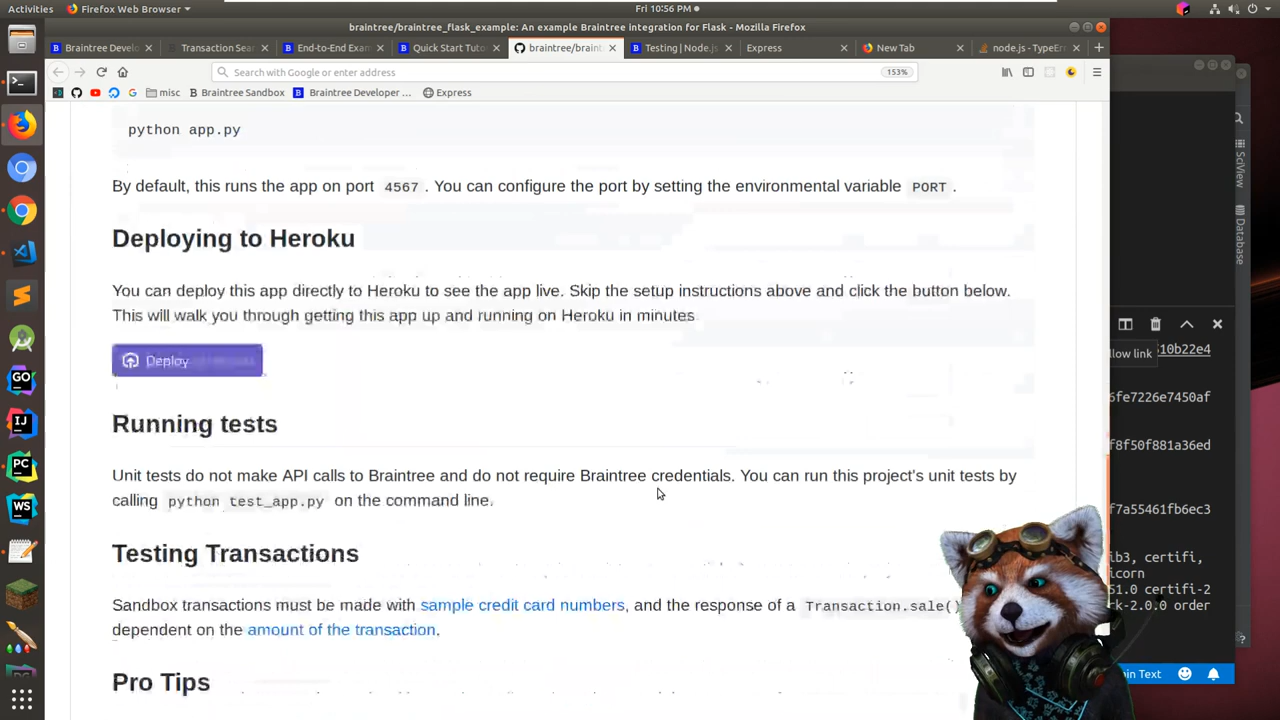 Activities
Firefox Web Browser
Fri 10:56 PM
braintree/braintree_flask_example: An example Braintree integration for Flask - Mozilla Firefox
Braintree Develo
Transaction Sear
End-to-End Exam
Quick Start Tuto
braintree/braint
Testing | Node.js
Express
New Tab
node.js - TypeErr
Search with Google or enter address
153%
misc
Braintree Sandbox
Braintree Developer ...
Express
python app.py
By default, this runs the app on port 4567. You can configure the port by setting the environmental variable PORT.
Deploying to Heroku
You can deploy this app directly to Heroku to see the app live. Skip the setup instructions above and click the button below.
This will walk you through getting this app up and running on Heroku in minutes
Deploy
Running tests
Unit tests do not make API calls to Braintree and do not require Braintree credentials. You can run this project's unit tests by
calling python test_app.py on the command line.
Testing Transactions
Sandbox transactions must be made with sample credit card numbers, and the response of a Transaction.sale()
dependent on the amount of the transaction.
Pro Tips
SciView
Database
510b22e4
llow link
6fe7226e7450af
f8f50f881a36ed
f7a55461fb6ec3
ib3, certifi,
icorn
51.0 certifi-2
k-2.0.0 order
in Text